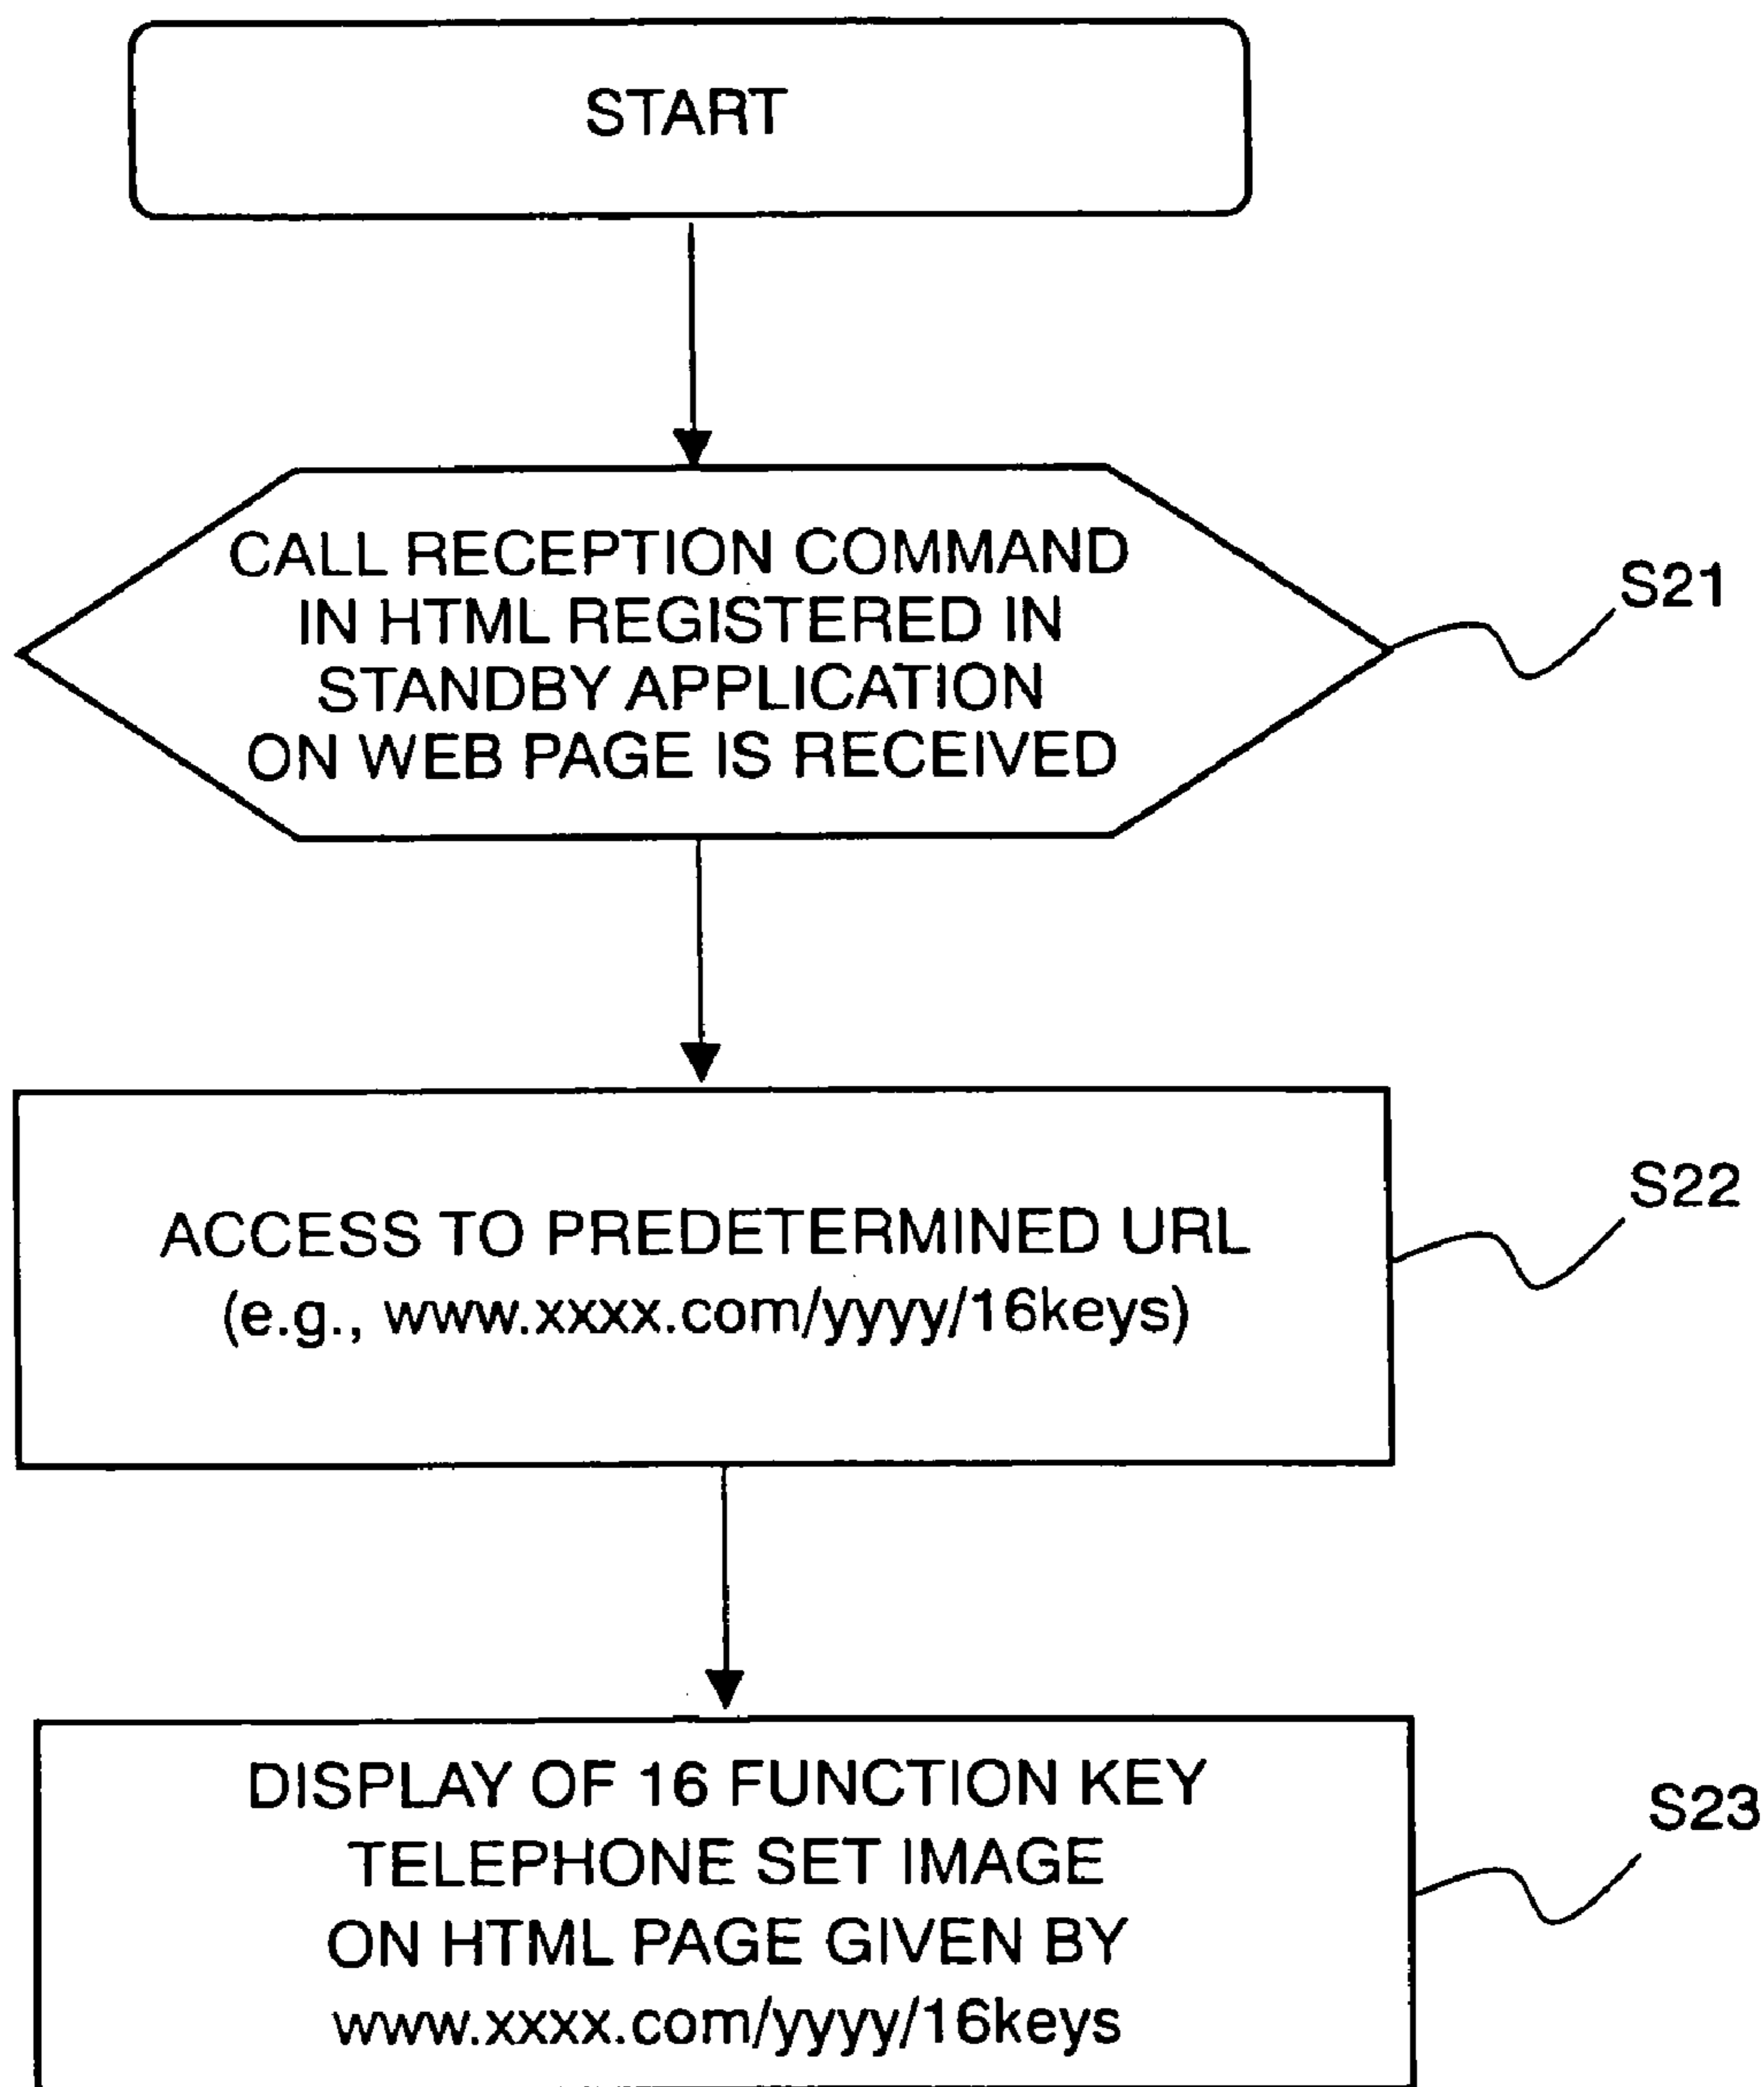 START
CALL RECEPTION COMMAND
IN HTML REGISTERED IN
STANDBY APPLICATION
ON WEB PAGE IS RECEIVED
S21
ACCESS TO PREDETERMINED URL
(e.g., www.xxxx.com/yyyy/16keys)
S22
DISPLAY OF 16 FUNCTION KEY
TELEPHONE SET IMAGE
ON HTML PAGE GIVEN BY
www.xxxx.com/yyyy/16keys
S23